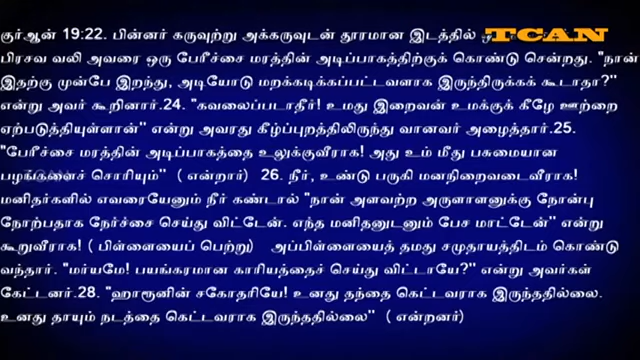 TCAN
குர்ஆன் 19:22. பின்னர் கருவுற்று அக்கருவுடன் தூரமான இடத்தில்
பிரசவ வலி அவரை ஒரு பேரீச்சை மரத்தின் அடிப்பாகத்திற்குக் கொண்டு சென்றது. "நான்
இதற்கு முன்பே இறந்து, அடியோடு மறக்கடிக்கப்பட்டவளாக இருந்திருக்கக் கூடாதா?"
என்று அவர் கூறினார்.24. "கவலைப்படாதீர்! உமது இறைவன் உமக்குக் கீழே ஊற்றை
ஏற்படுத்தியுள்ளான்" என்று அவரது கீழ்ப்புறத்திலிருந்து வானவர் அழைத்தார்.25.
"பேரீச்சை மரத்தின் அடிப்பாகத்தை உலுக்குவீராக! அது உம் மீது பசுமையான
பழங்களைச் சொரியும்" (என்றார்) 26. நீர், உண்டு பருகி மனநிறைவடைவீராக!
மனிதர்களில் எவரையேனும் நீர் கண்டால் "நான் அளவற்ற அருளாளனுக்கு நோன்பு
நோற்பதாக நேர்ச்சை செய்து விட்டேன். எந்த மனிதனுடனும் பேச மாட்டேன்" என்று
கூறுவீராக! ( பிள்ளையைப் பெற்று) அப்பிள்ளையைத் தமது சமுதாயத்திடம் கொண்டு
வந்தார். "மர்யமே! பயங்கரமான காரியத்தைச் செய்து விட்டாயே?" என்று அவர்கள்
கேட்டனர்.28. "ஹாரூனின் சகோதரியே! உனது தந்தை கெட்டவராக இருந்ததில்லை.
உனது தாயும் நடத்தை கெட்டவராக இருந்ததில்லை" (என்றனர்)